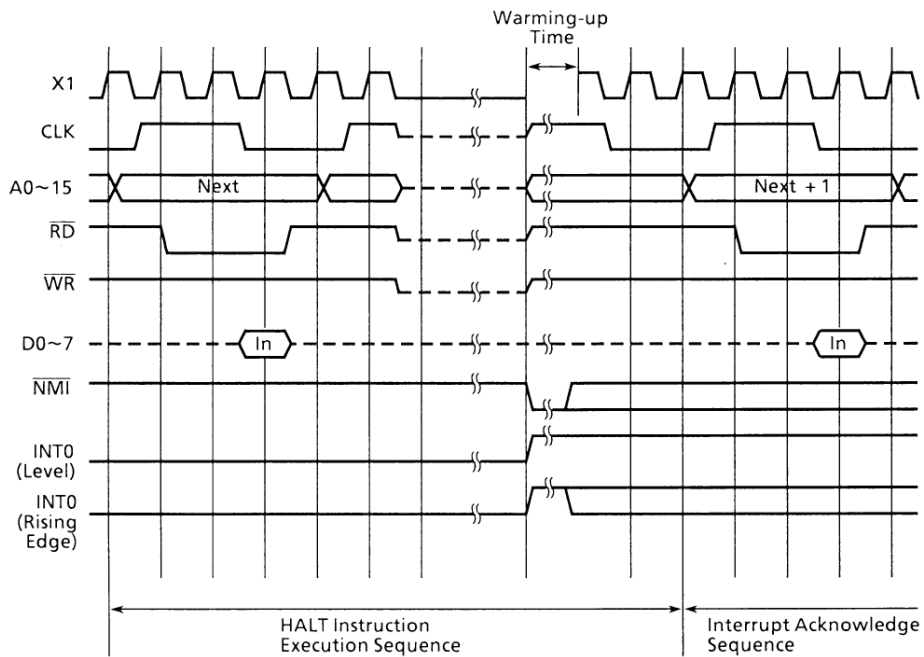 Warming-up
Time
X1
CLK
A0~15
Next
Next + 1
RD
WR
D0~7
In
In
NMI
INT0
(Level)
INT0
(Rising
Edge)
HALT Instruction
Execution Sequence
Interrupt Acknowledge
Sequence